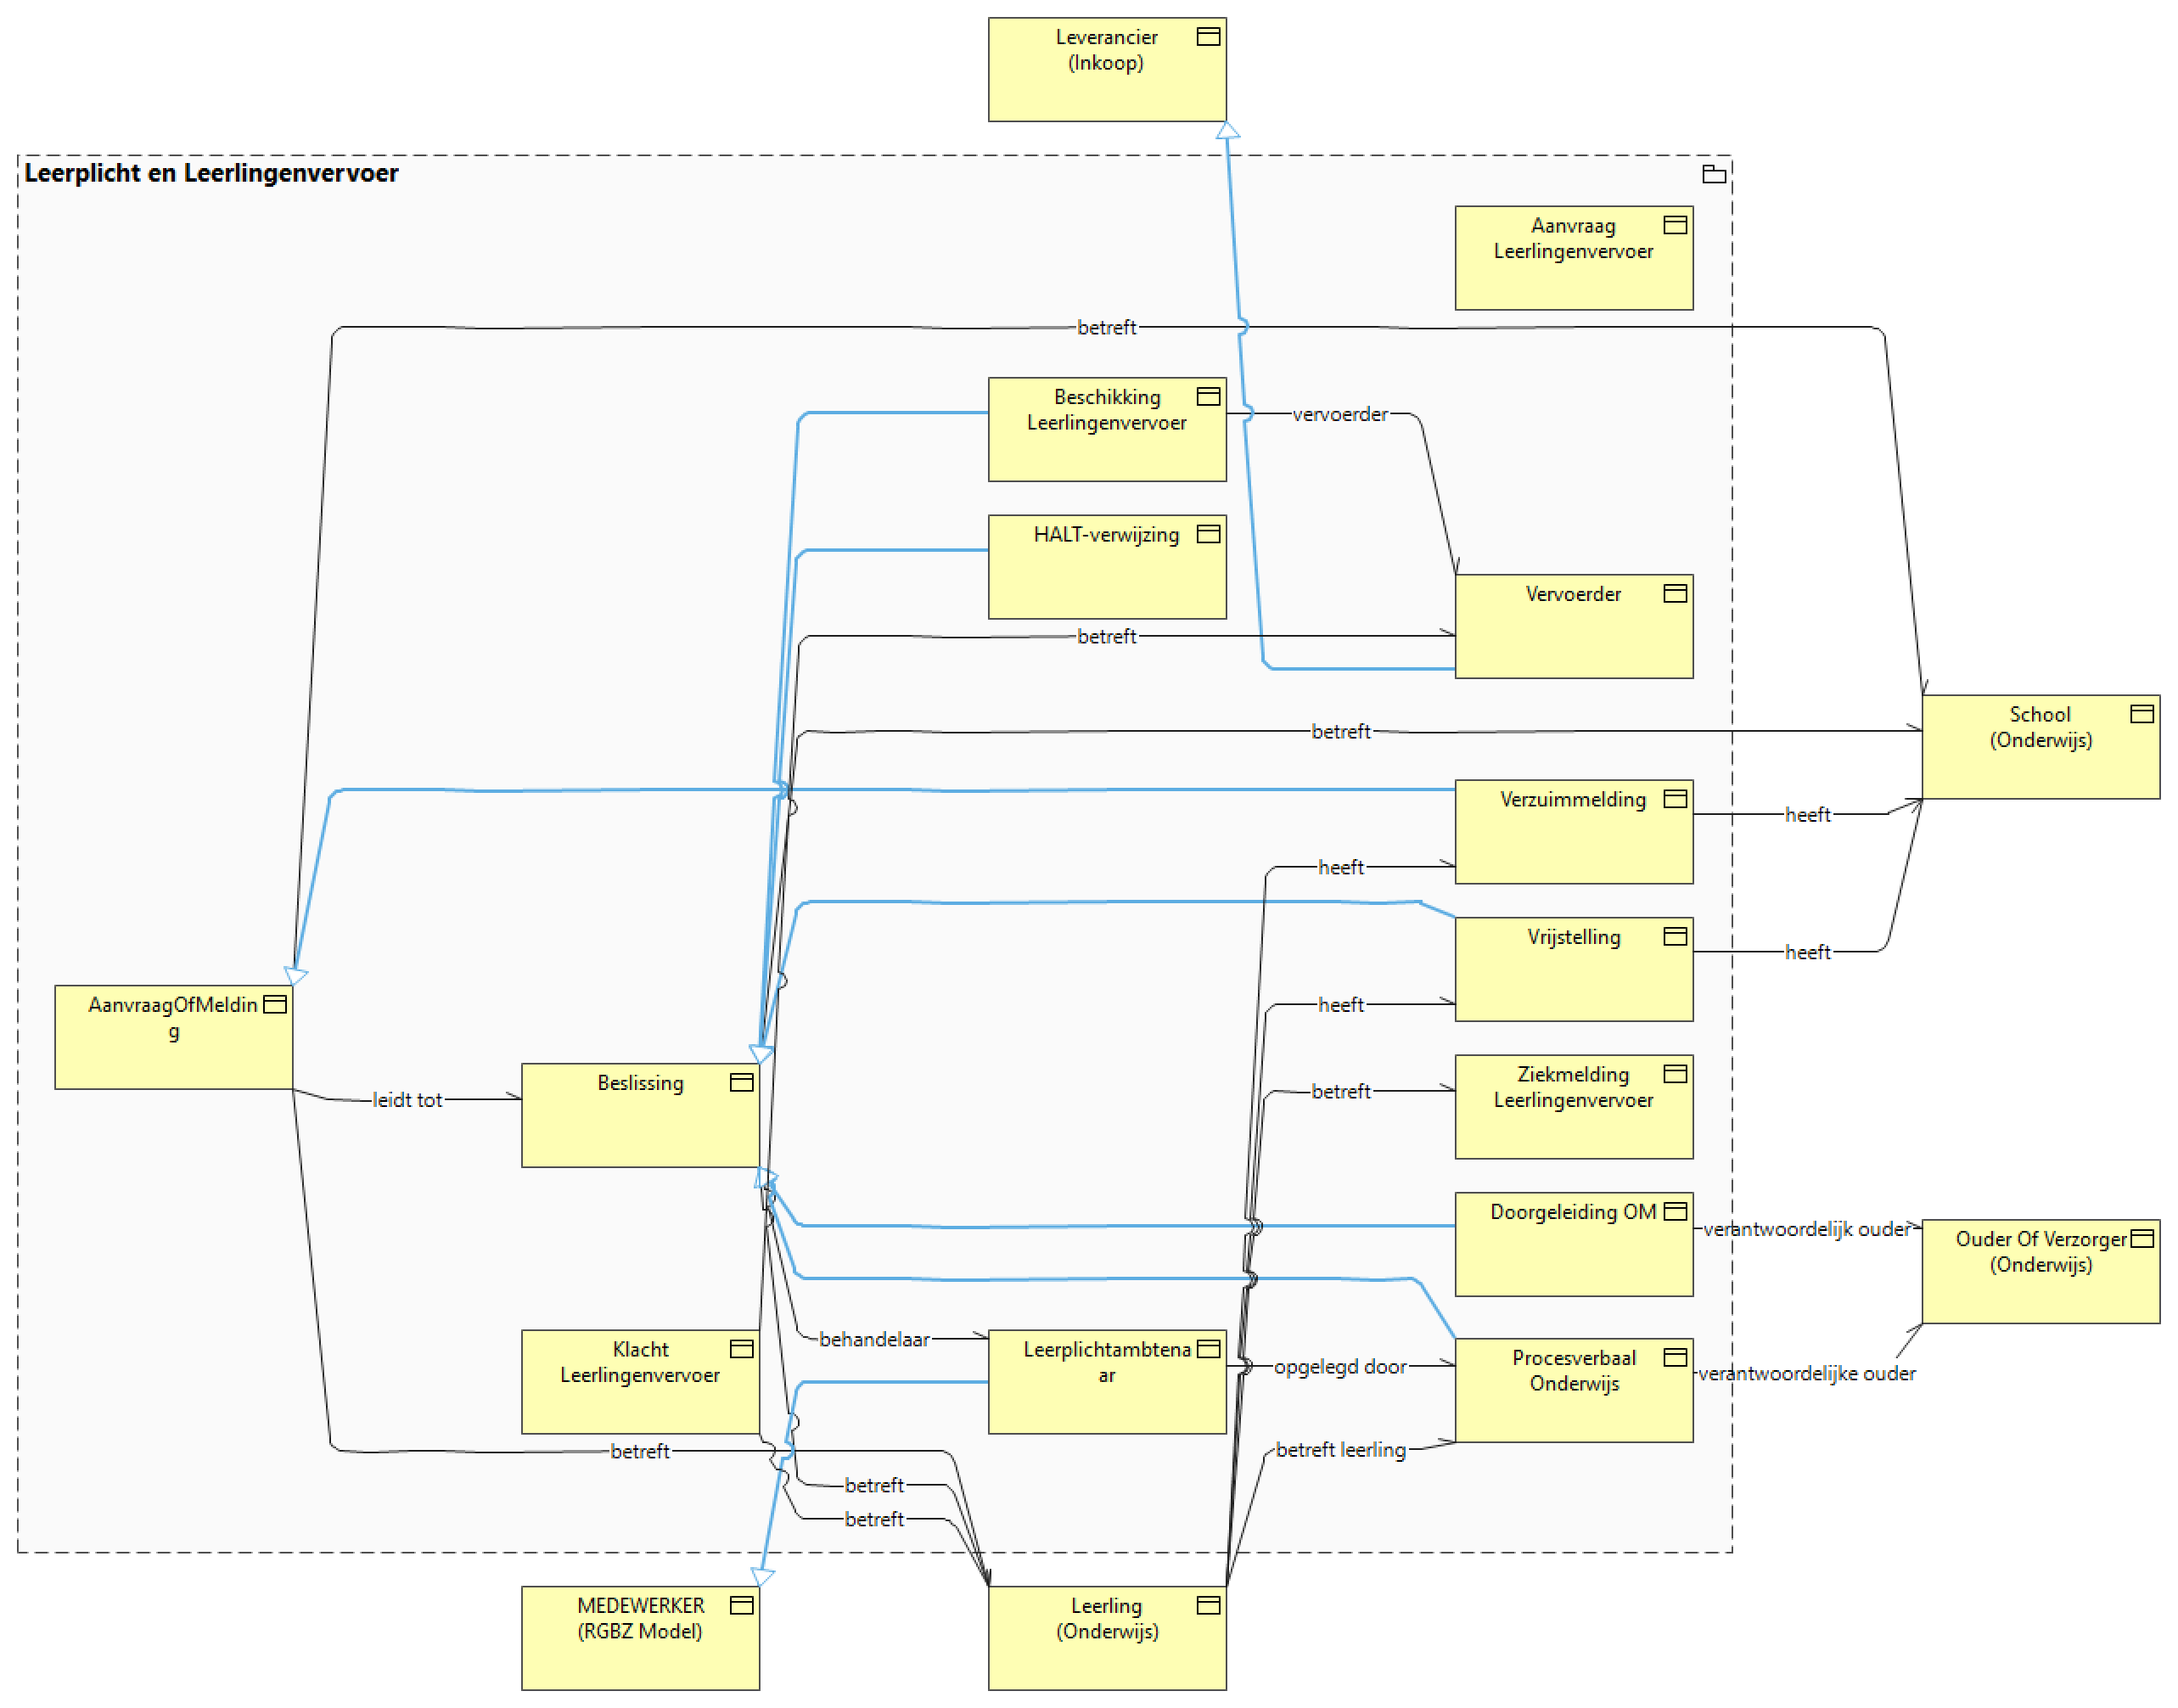 Leverancier
(Inkoop)
Leerplicht en Leerlingenvervoer
Aanvraag
Leerlingenvervoer
betreft
Beschikking
Leerlingenvervoer
vervoerder
HALT-verwijzing
Vervoerder
betreft
School
(Onderwijs)
betreft
Verzuimmelding
heeft
heeft
Vrijstelling
heeft
AanvraagOfMeldin
g
heeft
Beslissing
leidt tot
Ziekmelding
Leerlingenvervoer
betreft
Doorgeleiding OM
verantwoordelijk ouder
Ouder Of Verzorger
(Onderwijs)
behandelaar
Klacht
Leerlingenvervoer
Leerplichtambtena
ar
opgelegd door
Procesverbaal
Onderwijs
verantwoordelijke ouder
betreft
betreft leerling
betreft
betreft
MEDEWERKER
(RGBZ Model)
Leerling
(Onderwijs)